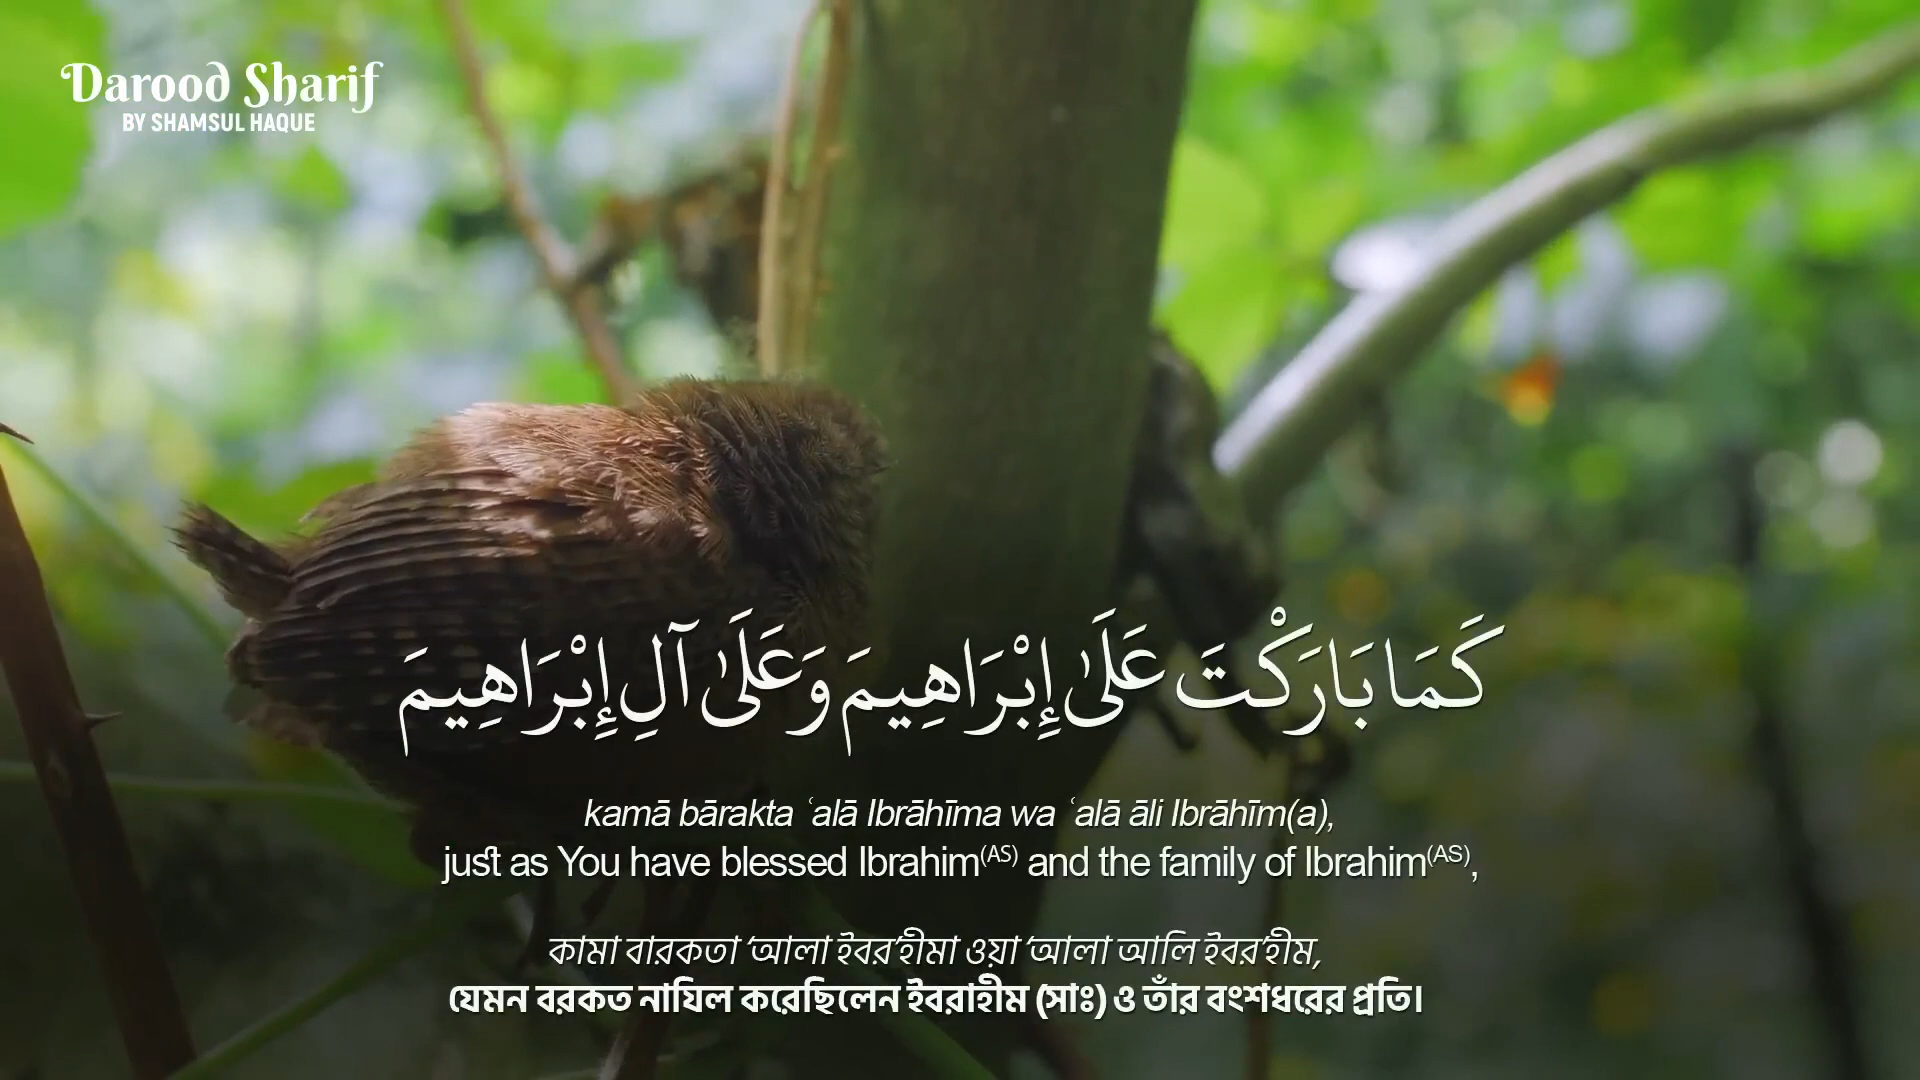 Darood Sharif
BY SHAMSUL HAQUE
كَمَا بَارَكْتَ عَلَىٰ إِبْرَاهِيمَ وَعَلَىٰ آلِ إِبْرَاهِيمَ
kamā bārakta ʿalā Ibrāhīma wa ʿalā āli Ibrāhīm(a),
just as You have blessed Ibrahim(AS) and the family of Ibrahim(AS),
কামা বারকতা ‘আলা ইবর’হীমা ওয়া ‘আলা আলি ইবর’হীম,
যেমন বরকত নাযিল করেছিলেন ইবরাহীম (সাঃ) ও তাঁর বংশধরের প্রতি।